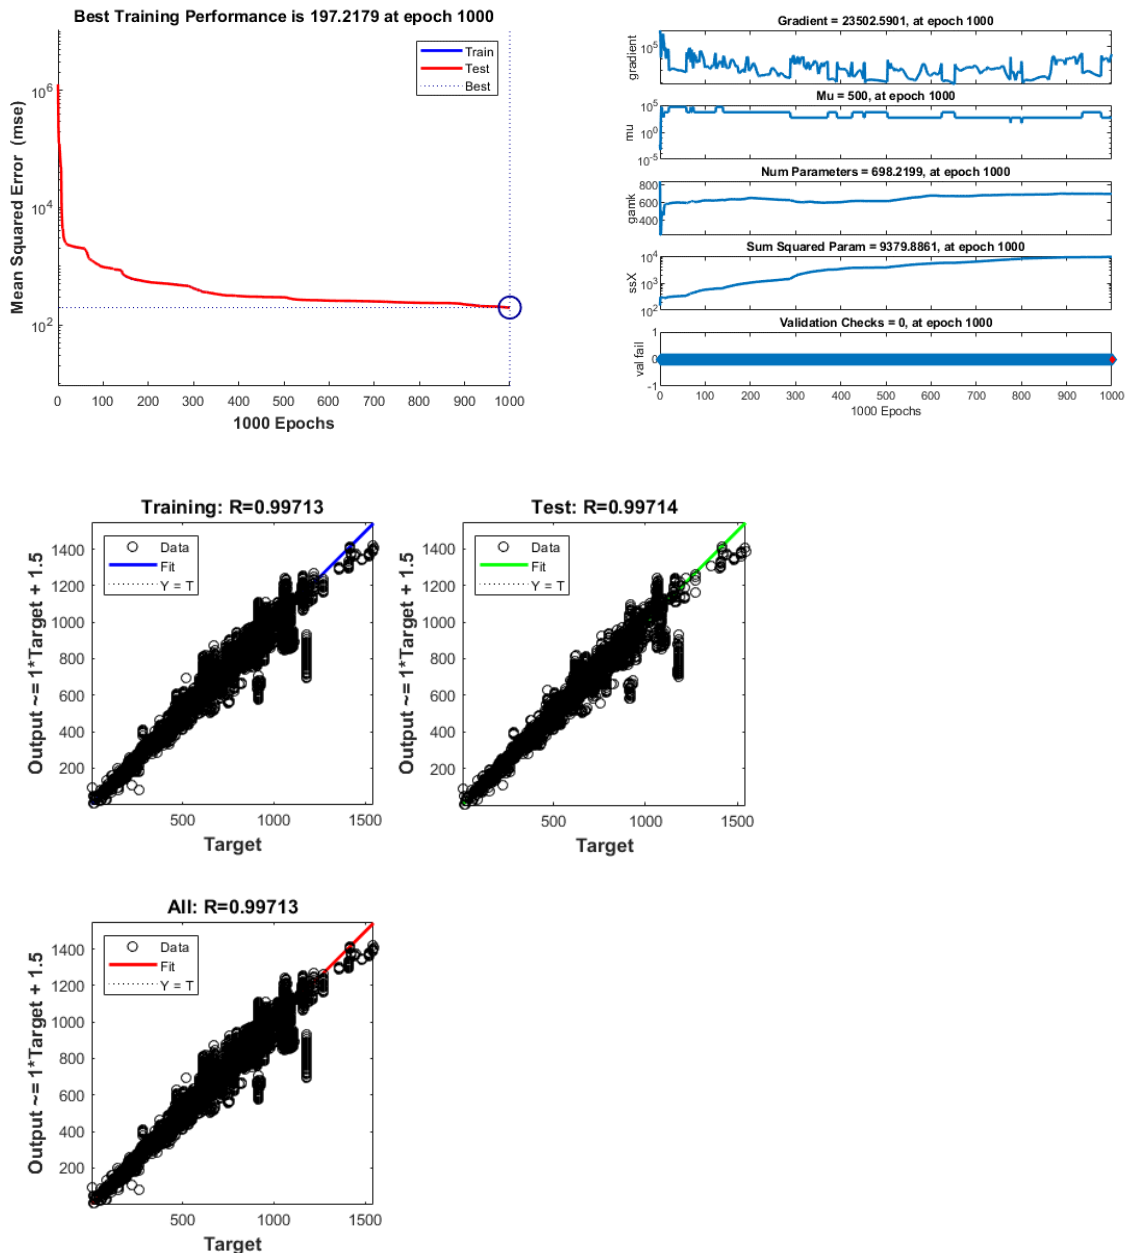 Best Training Performance is 197.2179 at epoch 1000
Mean Squared Error (mse)
10^6
10^4
10^2
Train
Test
Best
0 100 200 300 400 500 600 700 800 900 1000
1000 Epochs
Gradient = 23502.5901, at epoch 1000
gradient
10^5
Mu = 500, at epoch 1000
mu
10^5
10^0
10^-5
Num Parameters = 698.2199, at epoch 1000
gamk
800
600
400
Sum Squared Param = 9379.8861, at epoch 1000
ssX
10^4
10^3
10^2
Validation Checks = 0, at epoch 1000
val fail
1
0
-1
0 100 200 300 400 500 600 700 800 900 1000
1000 Epochs
Training: R=0.99713
Output ~= 1*Target + 1.5
1400
1200
1000
800
600
400
200
Data
Fit
Y = T
500 1000 1500
Target
Test: R=0.99714
Output ~= 1*Target + 1.5
1400
1200
1000
800
600
400
200
Data
Fit
Y = T
500 1000 1500
Target
All: R=0.99713
Output ~= 1*Target + 1.5
1400
1200
1000
800
600
400
200
Data
Fit
Y = T
500 1000 1500
Target